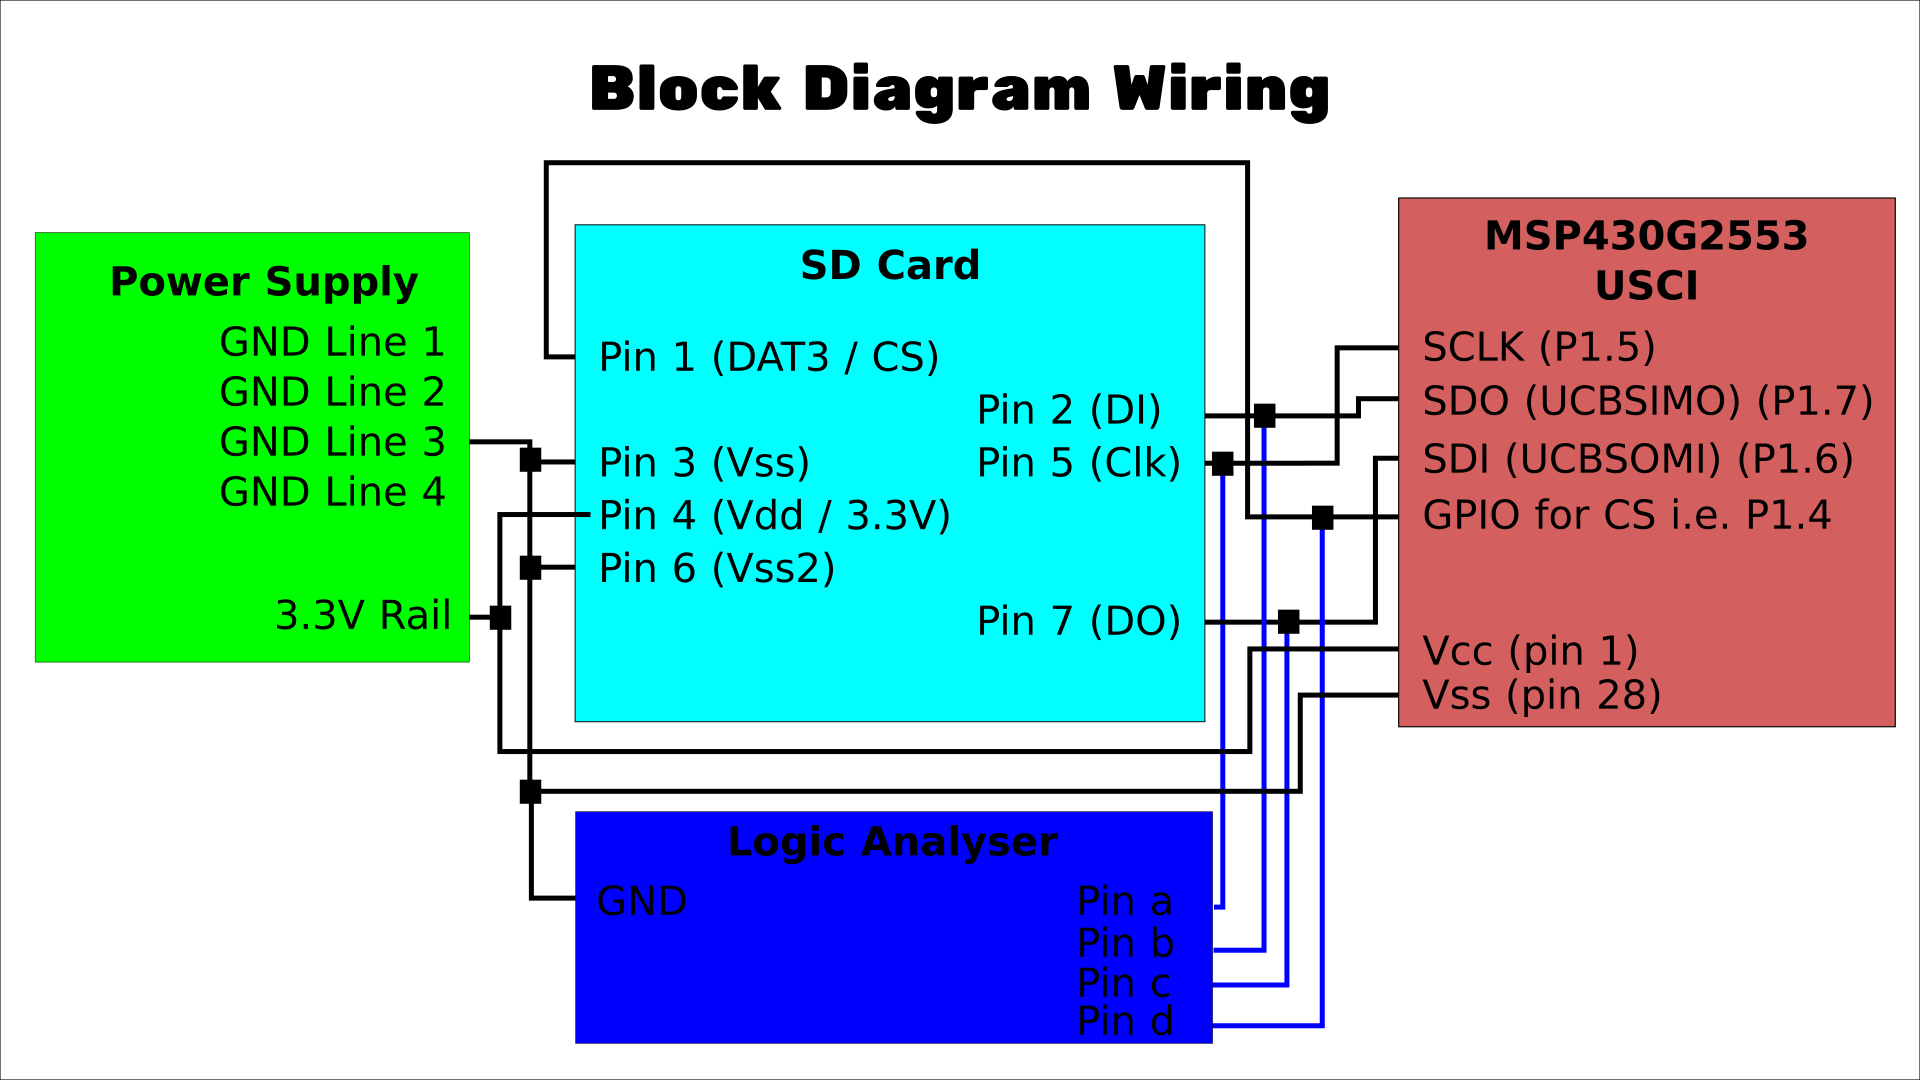 Block Diagram Wiring
Power Supply
GND Line 1
GND Line 2
GND Line 3
GND Line 4
3.3V Rail
SD Card
Pin 1 (DAT3 / CS)
Pin 2 (DI)
Pin 3 (Vss)
Pin 5 (Clk)
Pin 4 (Vdd / 3.3V)
Pin 6 (Vss2)
Pin 7 (DO)
MSP430G2553
USCI
SCLK (P1.5)
SDO (UCBSIMO) (P1.7)
SDI (UCBSOMI) (P1.6)
GPIO for CS i.e. P1.4
Vcc (pin 1)
Vss (pin 28)
Logic Analyser
GND
Pin a
Pin b
Pin c
Pin d